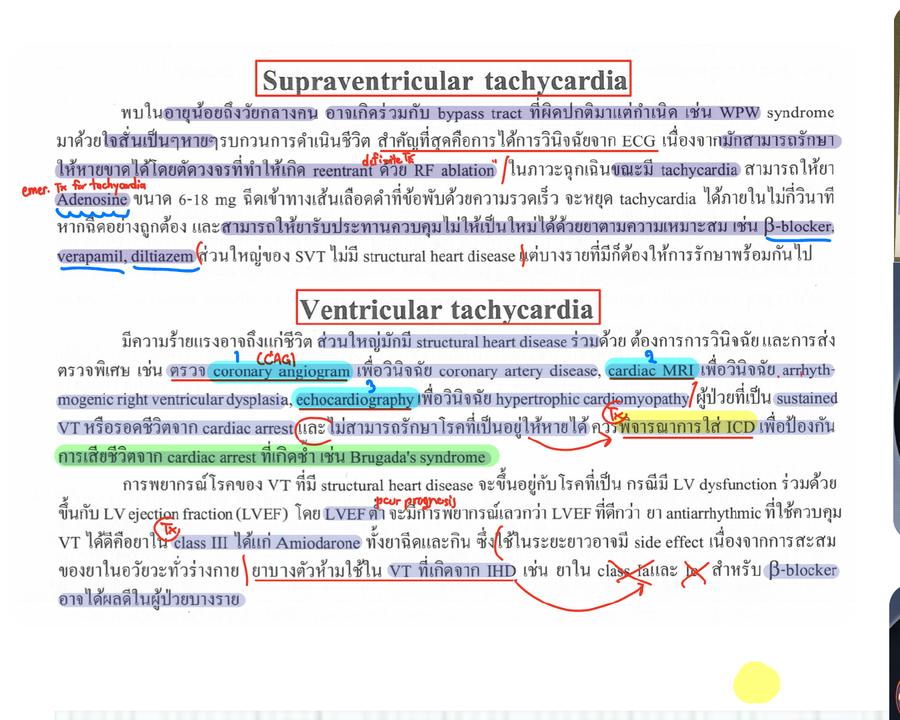 Supraventricular tachycardia
พบในอายุน้อยถึงวัยกลางคน อาจเกิดร่วมกับ bypass tract ที่ผิดปกติมาแต่กำเนิด เช่น WPW syndrome
มาด้วยใจสั่นเป็นๆหายๆรบกวนการดำเนินชีวิต สำคัญที่สุดคือการได้การวินิจฉัยจาก ECG เนื่องจากมักสามารถรักษา
definite Tx
ให้หายขาดได้โดยตัดวงจรที่ทำให้เกิด reentrant ด้วย RF ablation ในภาวะฉุกเฉินขณะมี tachycardia สามารถให้ยา
emer. Tx for tachycardia
Adenosine ขนาด 6-18 mg ฉีดเข้าทางเส้นเลือดดำที่ข้อพับด้วยความรวดเร็ว จะหยุด tachycardia ได้ภายในไม่กี่วินาที
หากฉีดอย่างถูกต้อง และสามารถให้ยารับประทานควบคุมไม่ให้เป็นใหม่ได้ด้วยยาตามความเหมาะสม เช่น β-blocker,
verapamil, diltiazem ส่วนใหญ่ของ SVT ไม่มี structural heart disease แต่บางรายที่มีก็ต้องให้การรักษาพร้อมกันไป
Ventricular tachycardia
มีความร้ายแรงอาจถึงแก่ชีวิต ส่วนใหญ่มักมี structural heart disease ร่วมด้วย ต้องการการวินิจฉัย และการส่ง
1 (CAG) 2
ตรวจพิเศษ เช่น ตรวจ coronary angiogram เพื่อวินิจฉัย coronary artery disease, cardiac MRI เพื่อวินิจฉัย arrhyth-
3
mogenic right ventricular dysplasia, echocardiography เพื่อวินิจฉัย hypertrophic cardiomyopathy ผู้ป่วยที่เป็น sustained
Tx
VT หรือรอดชีวิตจาก cardiac arrest และ ไม่สามารถรักษาโรคที่เป็นอยู่ให้หายได้ ควรพิจารณาการใส่ ICD เพื่อป้องกัน
การเสียชีวิตจาก cardiac arrest ที่เกิดซ้ำ เช่น Brugada's syndrome
การพยากรณ์โรคของ VT ที่มี structural heart disease จะขึ้นอยู่กับโรคที่เป็น กรณีมี LV dysfunction ร่วมด้วย
poor prognosis
ขึ้นกับ LV ejection fraction (LVEF) โดย LVEF ต่ำ จะมีการพยากรณ์เลวกว่า LVEF ที่ดีกว่า ยา antiarrhythmic ที่ใช้ควบคุม
Tx
VT ได้ดีคือยาใน class III ได้แก่ Amiodarone ทั้งยาฉีดและกิน ซึ่งใช้ในระยะยาวอาจมี side effect เนื่องจากการสะสม
ของยาในอวัยวะทั่วร่างกาย ยาบางตัวห้ามใช้ใน VT ที่เกิดจาก IHD เช่น ยาใน class Ia และ Ic สำหรับ β-blocker
อาจได้ผลดีในผู้ป่วยบางราย